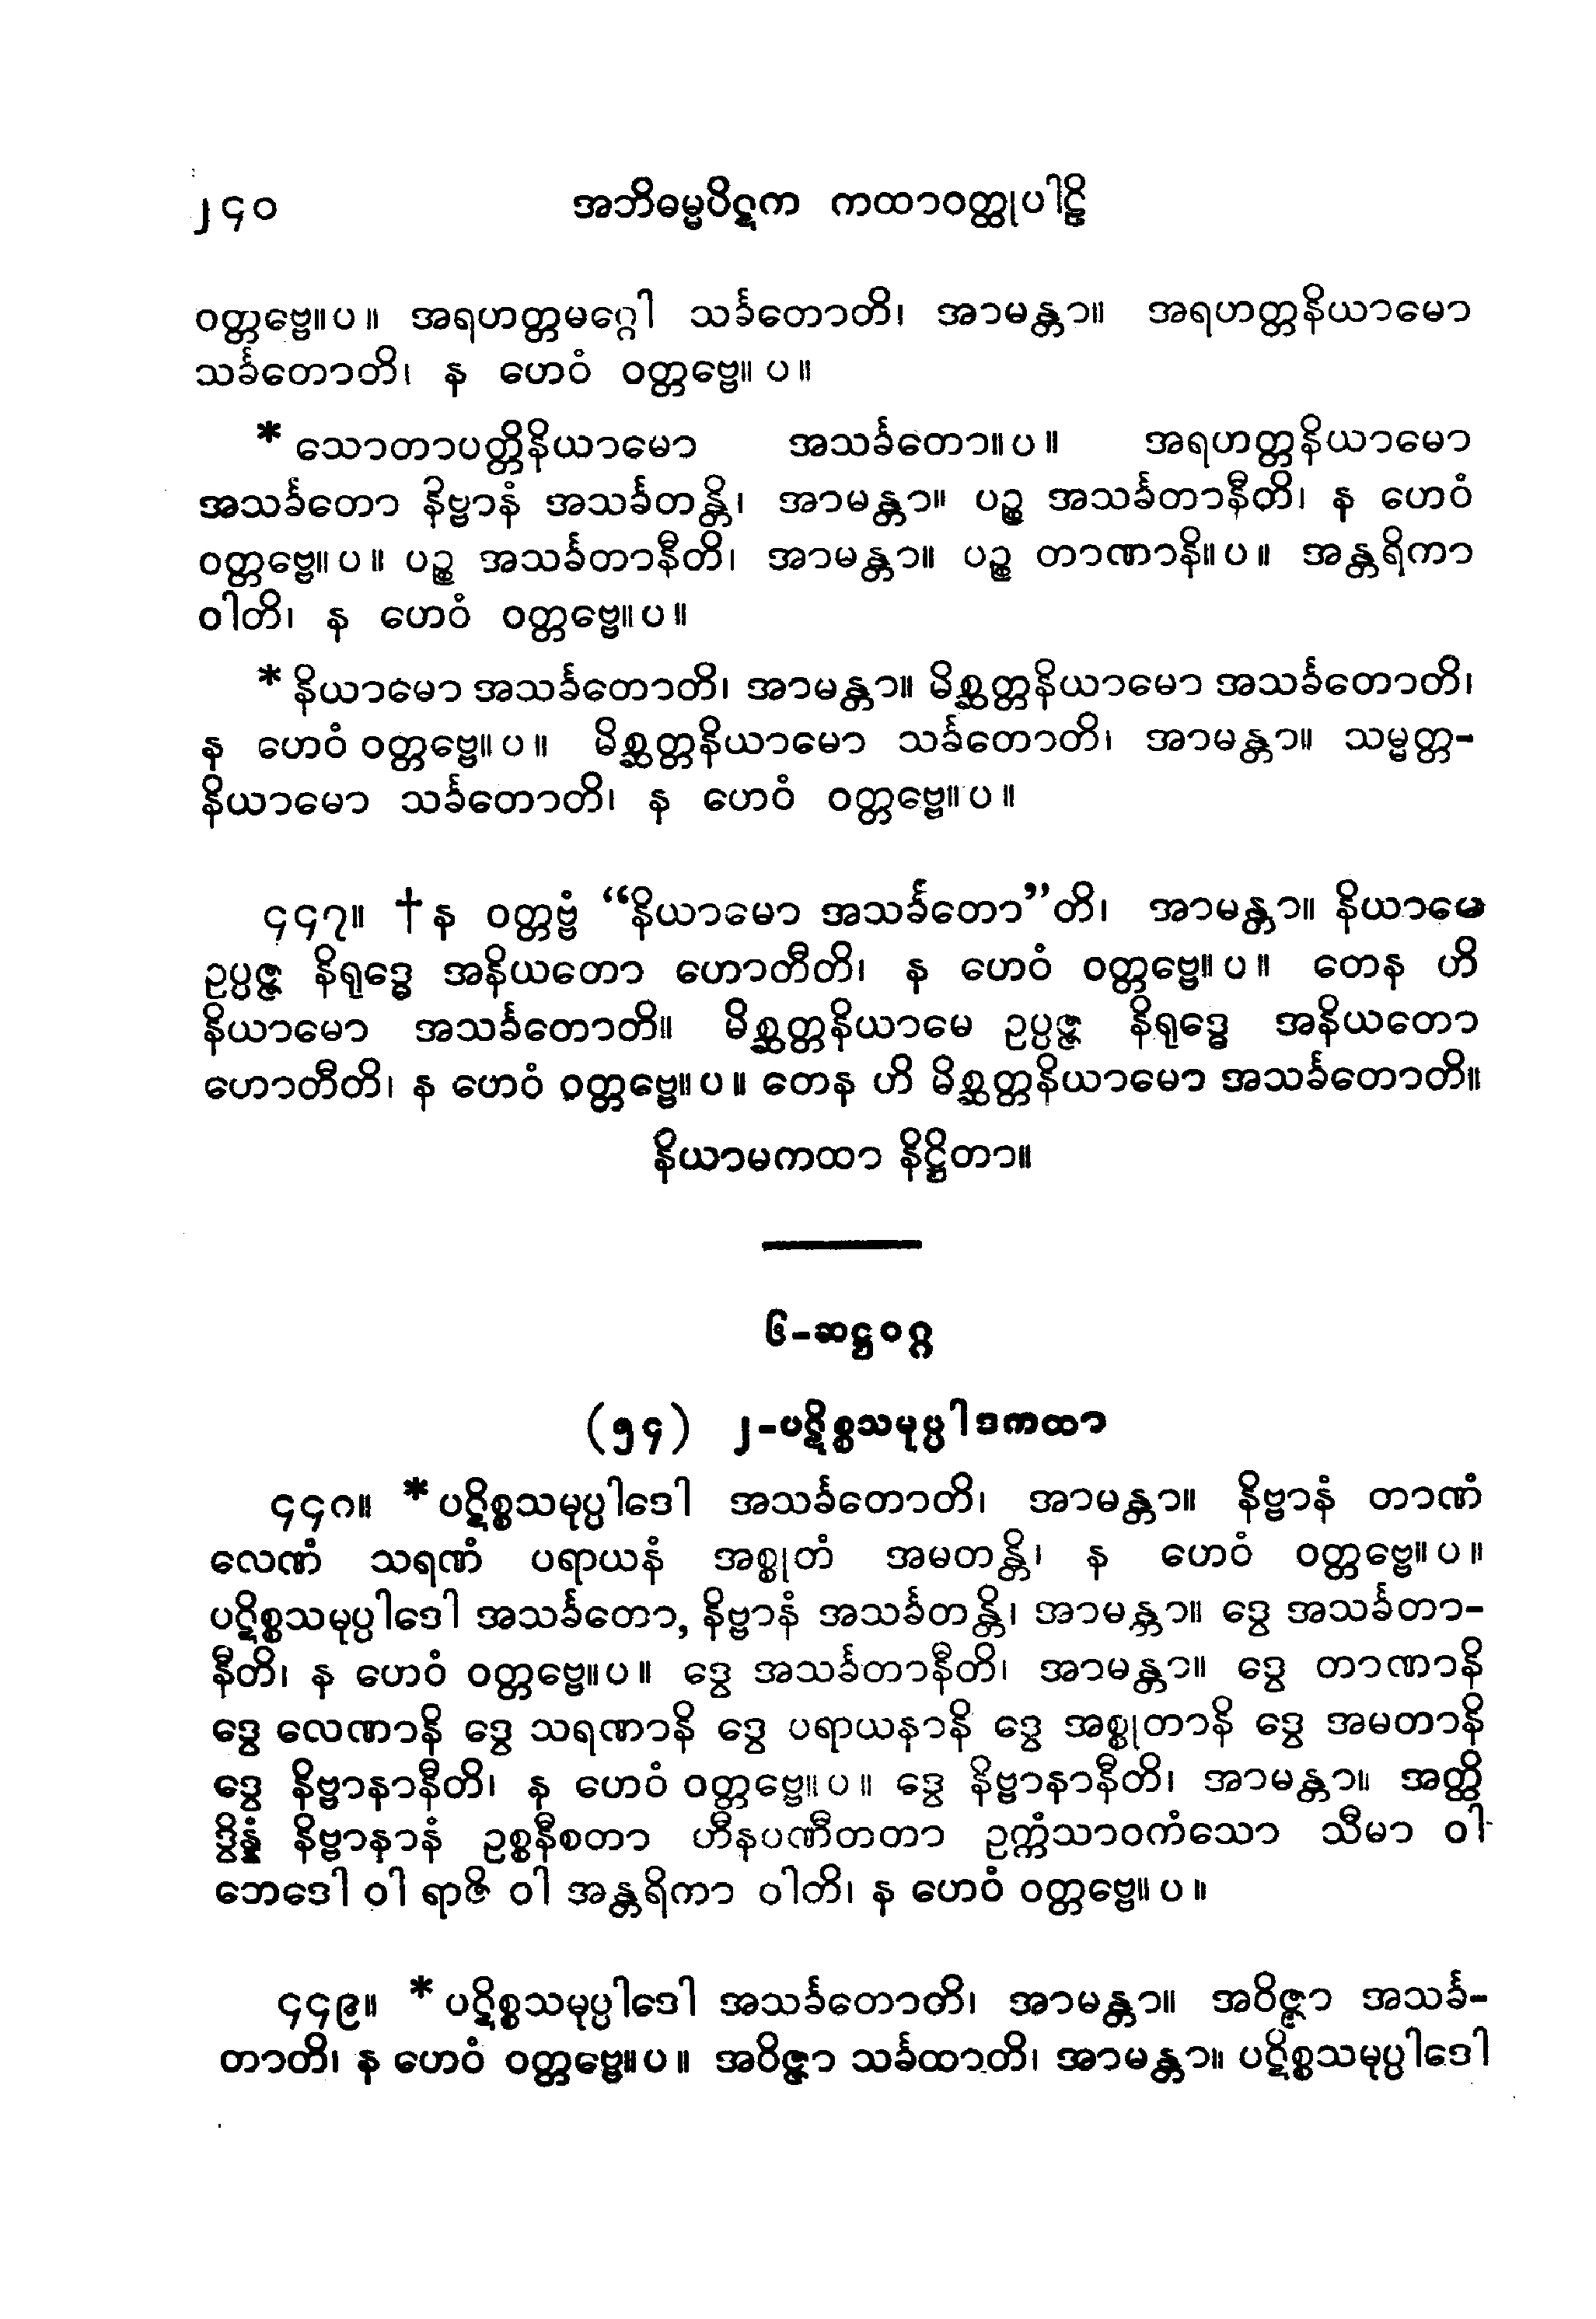 ၂၄၀ အဘိဓမ္မပိဋက ကထာဝတ္ထုပါဠိ
ဝတ္တဗ္ဗေ။ပ။ အရဟတ္တမဂ္ဂေါ သင်္ခတောတိ၊ အာမန္တာ။ အရဟတ္တနိယာမော
သင်္ခတောတိ၊ န ဟေဝံ ဝတ္တဗ္ဗေ။ပ။
* သောတာပတ္တိနိယာမော အသင်္ခတော။ပ။ အရဟတ္တနိယာမော
အသင်္ခတော နိဗ္ဗာနံ အသင်္ခတန္တိ၊ အာမန္တာ။ ပဉ္စ အသင်္ခတာနီတိ၊ န ဟေဝံ
ဝတ္တဗ္ဗေ။ပ။ ပဉ္စ အသင်္ခတာနီတိ၊ အာမန္တာ။ ပဉ္စ တာဏာနိ။ပ။ အန္တရိကာ
ဝါတိ၊ န ဟေဝံ ဝတ္တဗ္ဗေ။ပ။
* နိယာမော အသင်္ခတောတိ၊ အာမန္တာ။ မိစ္ဆတ္တနိယာမော အသင်္ခတောတိ၊
န ဟေဝံ ဝတ္တဗ္ဗေ။ပ။ မိစ္ဆတ္တနိယာမော သင်္ခတောတိ၊ အာမန္တာ။ သမ္မတ္တ-
နိယာမော သင်္ခတောတိ၊ န ဟေဝံ ဝတ္တဗ္ဗေ။ပ။
၄၄၇။ †န ဝတ္တဗ္ဗံ “နိယာမော အသင်္ခတော”တိ၊ အာမန္တာ။ နိယာမေ
ဥပ္ပဇ္ဇ နိရုဒ္ဓေ အနိယတော ဟောတီတိ၊ န ဟေဝံ ဝတ္တဗ္ဗေ။ပ။ တေန ဟိ
နိယာမော အသင်္ခတောတိ။ မိစ္ဆတ္တနိယာမေ ဥပ္ပဇ္ဇ နိရုဒ္ဓေ အနိယတော
ဟောတီတိ၊ န ဟေဝံ ဝတ္တဗ္ဗေ။ပ။ တေန ဟိ မိစ္ဆတ္တနိယာမော အသင်္ခတောတိ။
နိယာမကထာ နိဋ္ဌိတာ။
၆-ဆဋ္ဌဝဂ္ဂ
(၅၄) ၂-ပဋိစ္စသမုပ္ပါဒကထာ
၄၄၈။ *ပဋိစ္စသမုပ္ပါဒေါ အသင်္ခတောတိ၊ အာမန္တာ။ နိဗ္ဗာနံ တာဏံ
လေဏံ သရဏံ ပရာယနံ အစ္စုတံ အမတန္တိ၊ န ဟေဝံ ဝတ္တဗ္ဗေ။ပ။
ပဋိစ္စသမုပ္ပါဒေါ အသင်္ခတော, နိဗ္ဗာနံ အသင်္ခတန္တိ၊ အာမန္တာ။ ဒွေ အသင်္ခတာ-
နီတိ၊ န ဟေဝံ ဝတ္တဗ္ဗေ။ပ။ ဒွေ အသင်္ခတာနီတိ၊ အာမန္တာ။ ဒွေ တာဏာနိ
ဒွေ လေဏာနိ ဒွေ သရဏာနိ ဒွေ ပရာယနာနိ ဒွေ အစ္စုတာနိ ဒွေ အမတာနိ
ဒွေ နိဗ္ဗာနာနီတိ၊ န ဟေဝံ ဝတ္တဗ္ဗေ။ပ။ ဒွေ နိဗ္ဗာနာနီတိ၊ အာမန္တာ။ အတ္ထိ
ဒွိန္နံ နိဗ္ဗာနာနံ ဥစ္စနီစတာ ဟီနပဏီတတာ ဥက္ကံသာဝကံသော သီမာ ဝါ
ဘေဒေါ ဝါ ရာဇိ ဝါ အန္တရိကာ ဝါတိ၊ န ဟေဝံ ဝတ္တဗ္ဗေ။ပ။
၄၄၉။ *ပဋိစ္စသမုပ္ပါဒေါ အသင်္ခတောတိ၊ အာမန္တာ။ အဝိဇ္ဇာ အသင်္ခ-
တာတိ၊ န ဟေဝံ ဝတ္တဗ္ဗေ။ပ။ အဝိဇ္ဇာ သင်္ခထာတိ၊ အာမန္တာ။ ပဋိစ္စသမုပ္ပါဒေါ